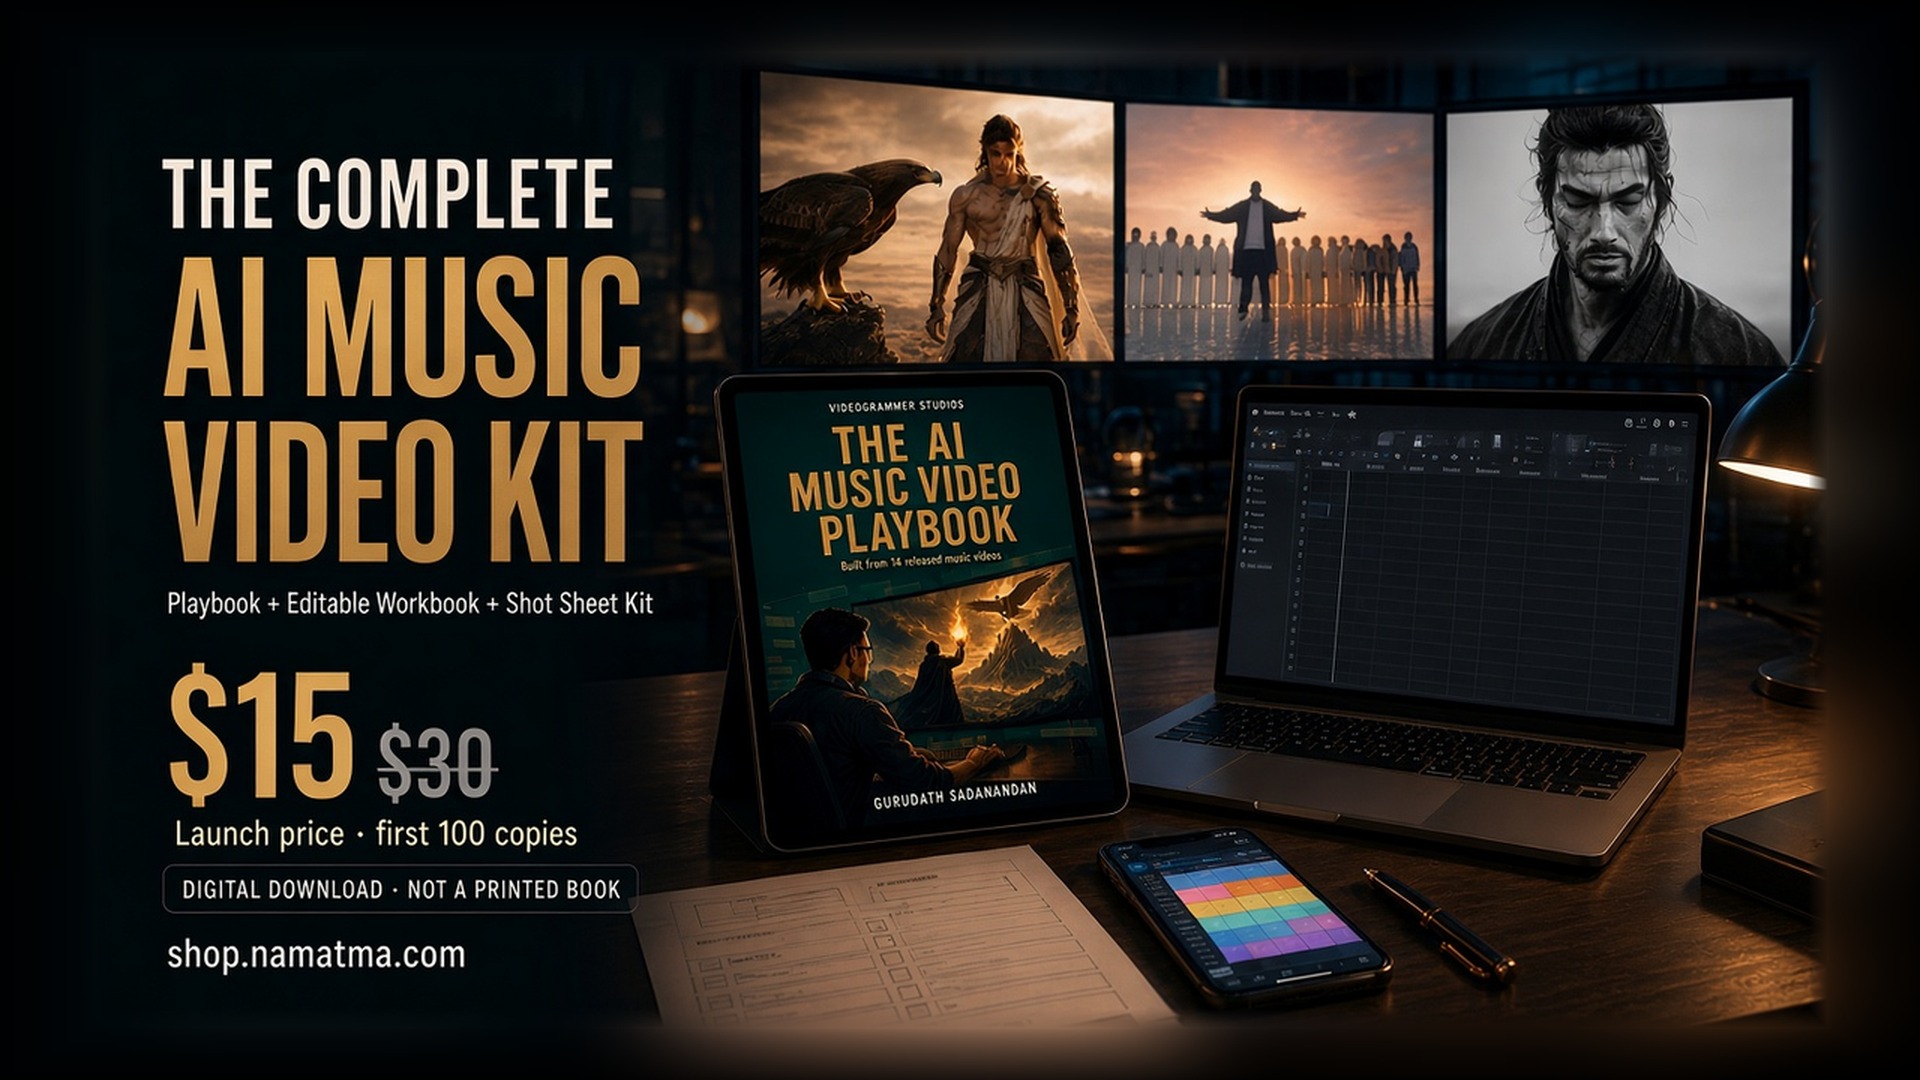 THE COMPLETE
AI MUSIC
VIDEO KIT
Playbook + Editable Workbook + Shot Sheet Kit
$15 $30
Launch price · first 100 copies
DIGITAL DOWNLOAD · NOT A PRINTED BOOK
shop.namatma.com
VIDEOGRAMMER STUDIOS
THE AI
MUSIC VIDEO
PLAYBOOK
Built from 14 released music videos
GURUDATH SADANANDAN